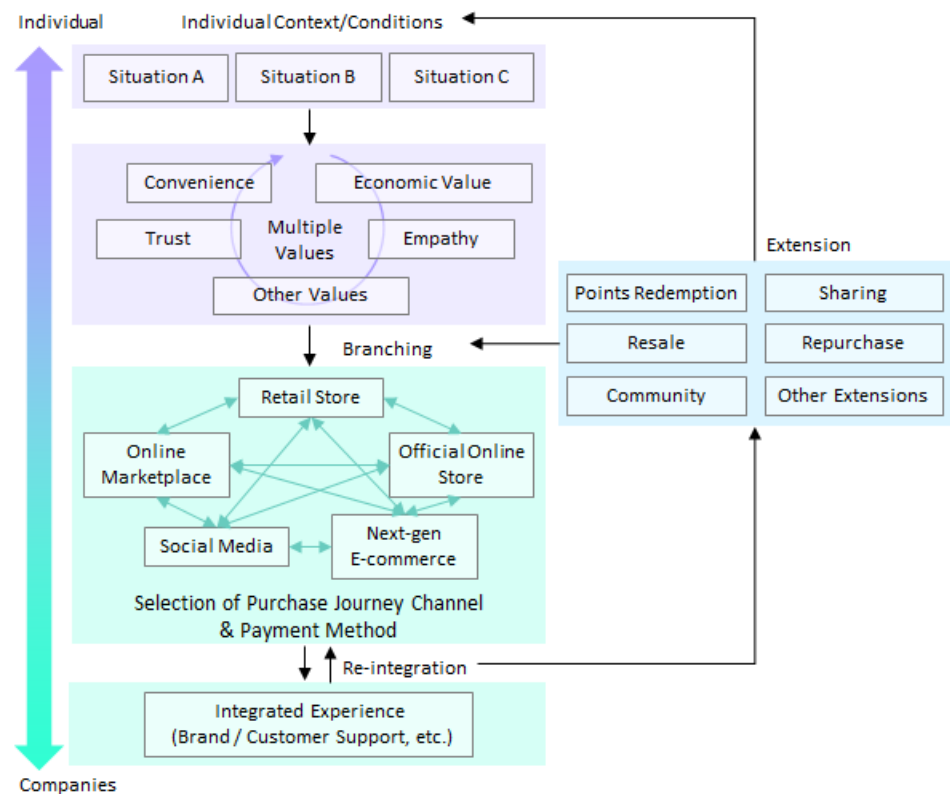 Individual
Individual Context/Conditions
Situation A
Situation B
Situation C
Convenience
Economic Value
Trust
Multiple
Values
Empathy
Other Values
Extension
Points Redemption
Sharing
Resale
Repurchase
Community
Other Extensions
Branching
Retail Store
Online
Marketplace
Official Online
Store
Social Media
Next-gen
E-commerce
Selection of Purchase Journey Channel
& Payment Method
Re-integration
Integrated Experience
(Brand / Customer Support, etc.)
Companies